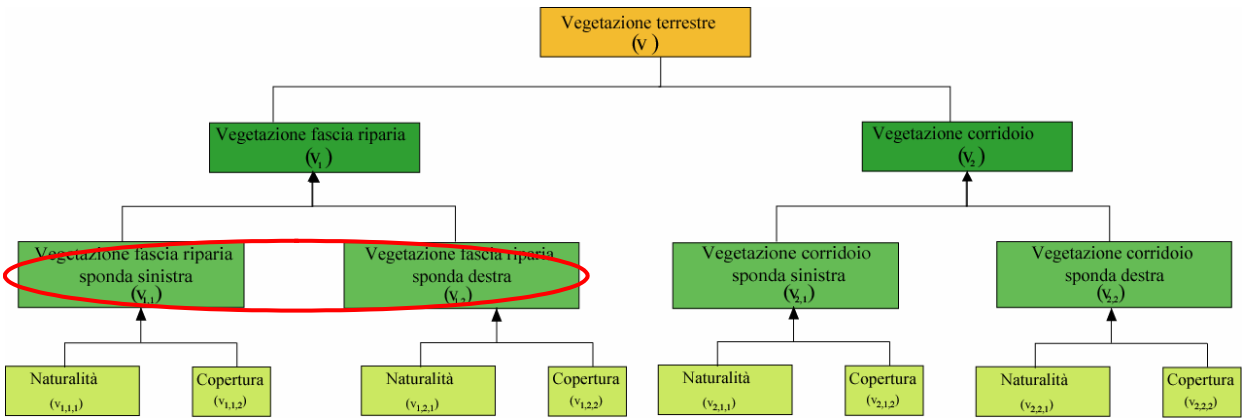 Vegetazione terrestre
(v)
Vegetazione fascia riparia
(v₁)
Vegetazione corridoio
(v₂)
Vegetazione fascia riparia
sponda sinistra
(v₁,₁)
Vegetazione fascia riparia
sponda destra
(v₁,₂)
Vegetazione corridoio
sponda sinistra
(v₂,₁)
Vegetazione corridoio
sponda destra
(v₂,₂)
Naturalità
(v₁,₁,₁)
Copertura
(v₁,₁,₂)
Naturalità
(v₁,₂,₁)
Copertura
(v₁,₂,₂)
Naturalità
(v₂,₁,₁)
Copertura
(v₂,₁,₂)
Naturalità
(v₂,₂,₁)
Copertura
(v₂,₂,₂)